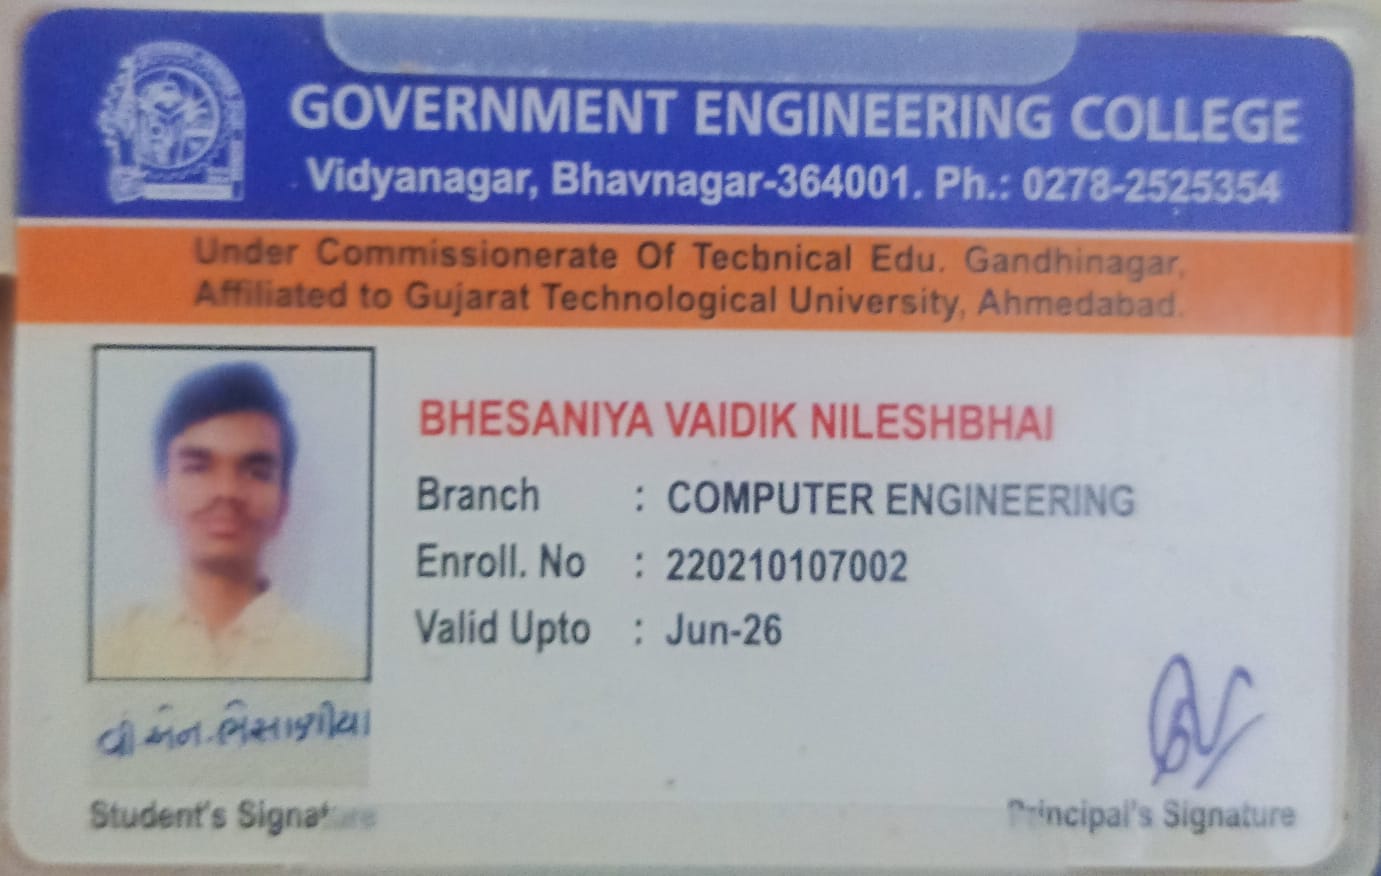 GOVERNMENT ENGINEERING COLLEGE
Vidyanagar, Bhavnagar-364001. Ph.: 0278-2525354
Under Commissionerate Of Technical Edu. Gandhinagar,
Affiliated to Gujarat Technological University, Ahmedabad.
BHESANIYA VAIDIK NILESHBHAI
Branch : COMPUTER ENGINEERING
Enroll. No : 220210107002
Valid Upto : Jun-26
વી.એન.ભેસાણીયા
Student's Signature
Principal's Signature